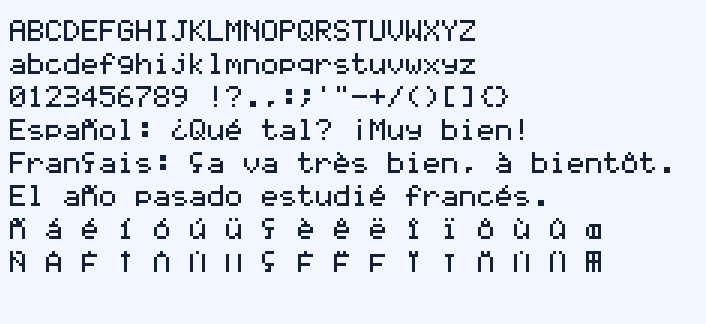 ABCDEFGHIJKLMNOPQRSTUVWXYZ
abcdefghijklmnopqrstuvwxyz
0123456789 !?.,:;'"-+/()[]{}
Español: ¿Qué tal? ¡Muy bien!
Français: Ça va très bien, à bientôt.
El año pasado estudié francés.
ñ á é í ó ú ü ç è ê ë î ï ô ù û œ
Ñ Á É Í Ó Ú Ü Ç È Ê Ë Î Ï Ô Ù Û Œ